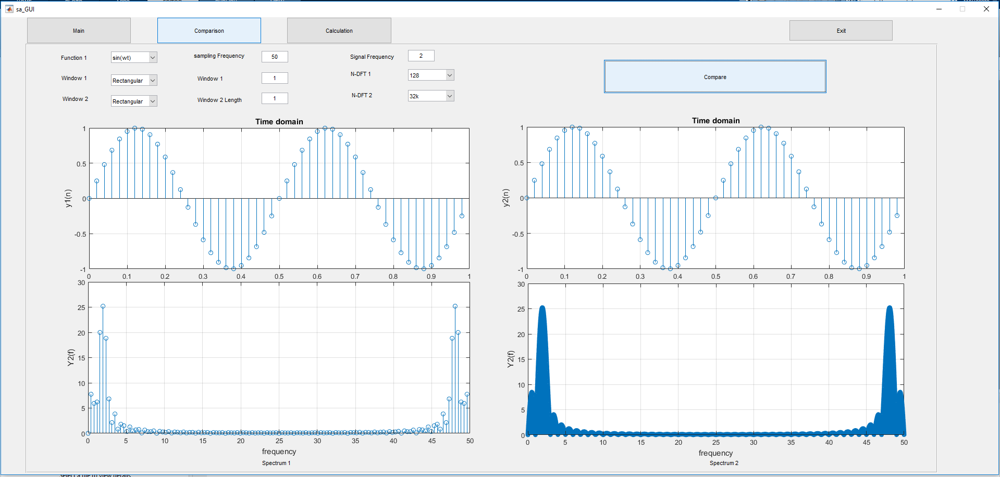 sa_GUI
Main
Comparison
Calculation
Exit
Function 1
sin(wt)
sampling Frequency
50
Signal Frequency
2
Window 1
Rectangular
Window 1
1
N-DFT 1
128
Compare
Window 2
Rectangular
Window 2 Length
1
N-DFT 2
32k
Time domain
1
0.5
0
-0.5
-1
y1(n)
0 0.1 0.2 0.3 0.4 0.5 0.6 0.7 0.8 0.9 1
Time domain
1
0.5
0
-0.5
-1
y2(n)
0 0.1 0.2 0.3 0.4 0.5 0.6 0.7 0.8 0.9 1
30
25
20
15
10
5
0
Y2(f)
0 5 10 15 20 25 30 35 40 45 50
frequency
Spectrum 1
30
25
20
15
10
5
0
Y2(f)
0 5 10 15 20 25 30 35 40 45 50
frequency
Spectrum 2
Select a file to view details